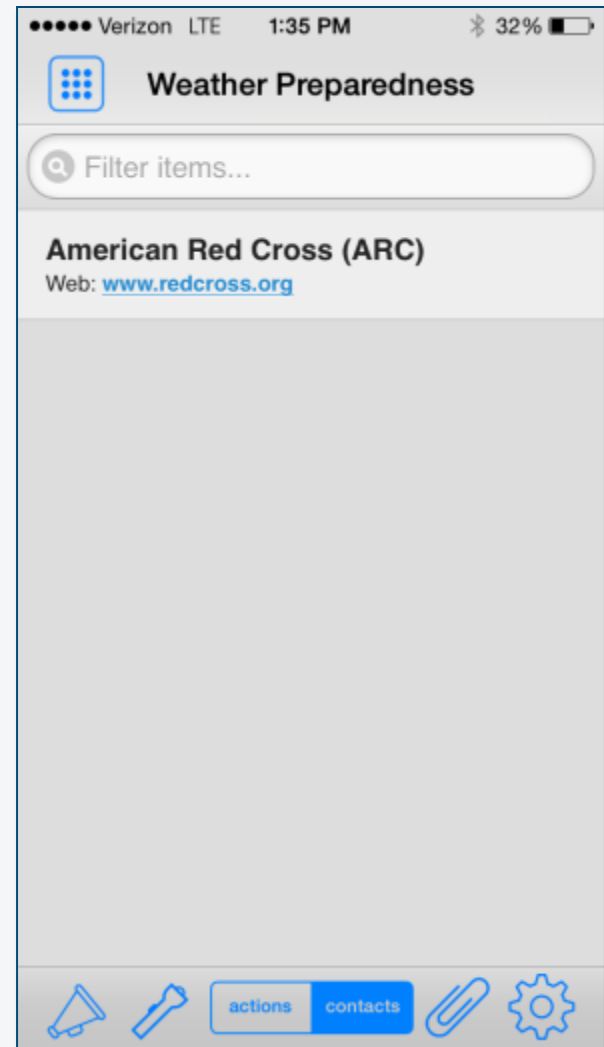 Verizon LTE 1:35 PM 32%
Weather Preparedness
Filter items...
American Red Cross (ARC)
Web: www.redcross.org
actions contacts